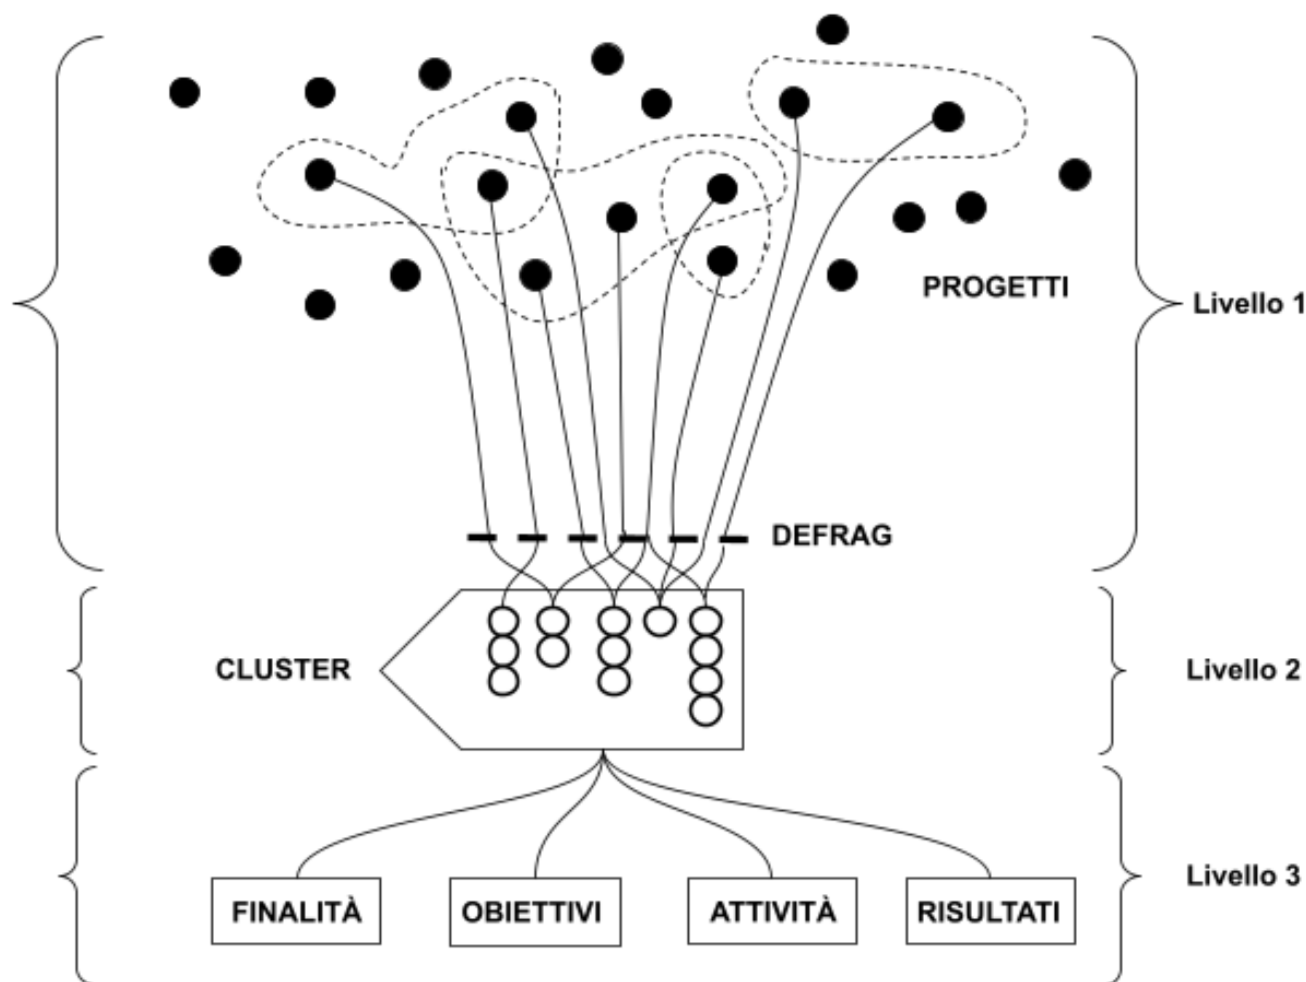 PROGETTI
Livello 1
DEFRAG
CLUSTER
Livello 2
Livello 3
FINALITÀ
OBIETTIVI
ATTIVITÀ
RISULTATI